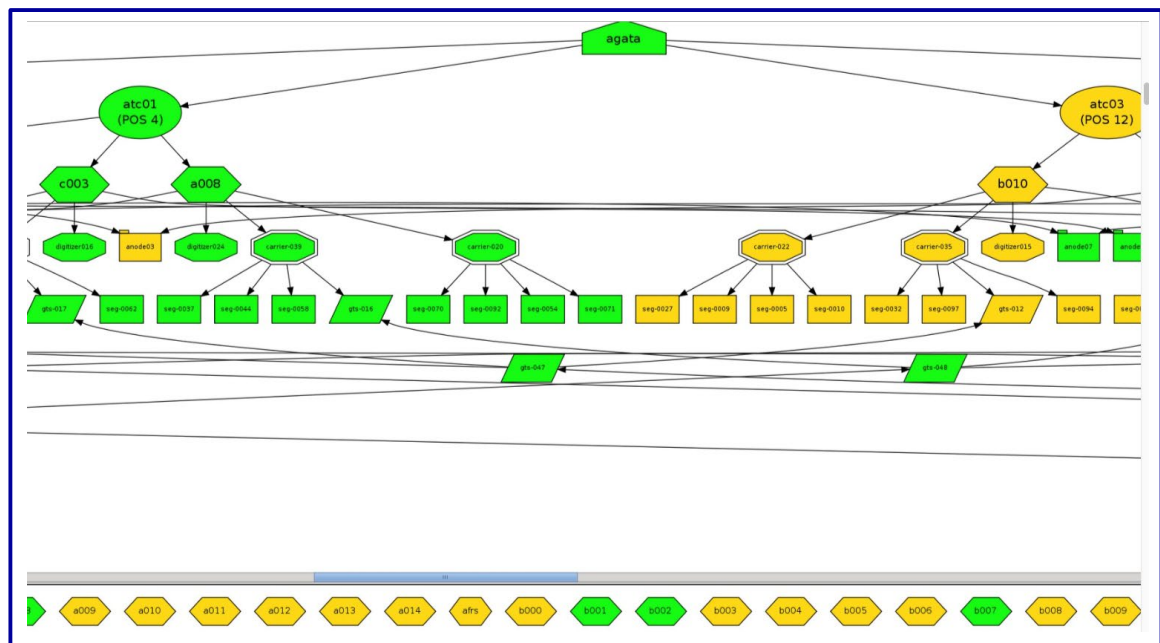 agata
atc01
(POS 4)
atc03
(POS 12)
c003
a008
b010
digitizer016
anode03
digitizer024
carrier-039
carrier-020
carrier-022
carrier-035
digitizer015
anode07
anode
gts-017
seg-0062
seg-0037
seg-0044
seg-0058
gts-016
seg-0070
seg-0092
seg-0054
seg-0071
seg-0027
seg-0009
seg-0005
seg-0010
seg-0032
seg-0097
gts-012
seg-0094
gts-047
gts-048
a009
a010
a011
a012
a013
a014
afrs
b000
b001
b002
b003
b004
b005
b006
b007
b008
b009